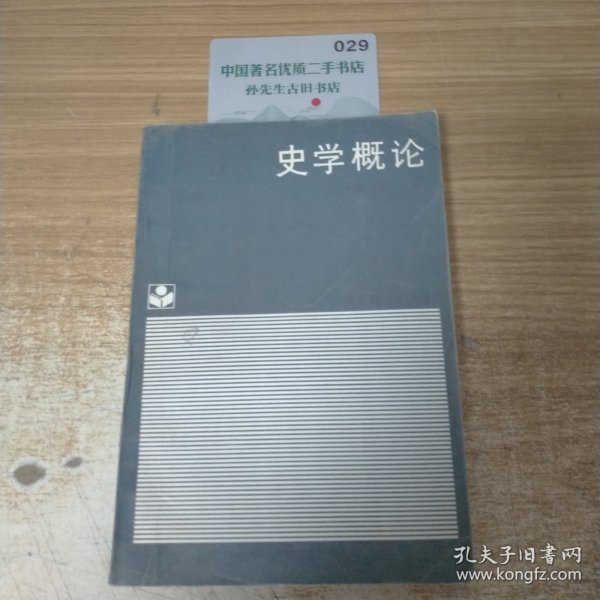 029
中国著名优质二手书店
孙先生古旧书店
史学概论
孔夫子旧书网
www.kongfz.com